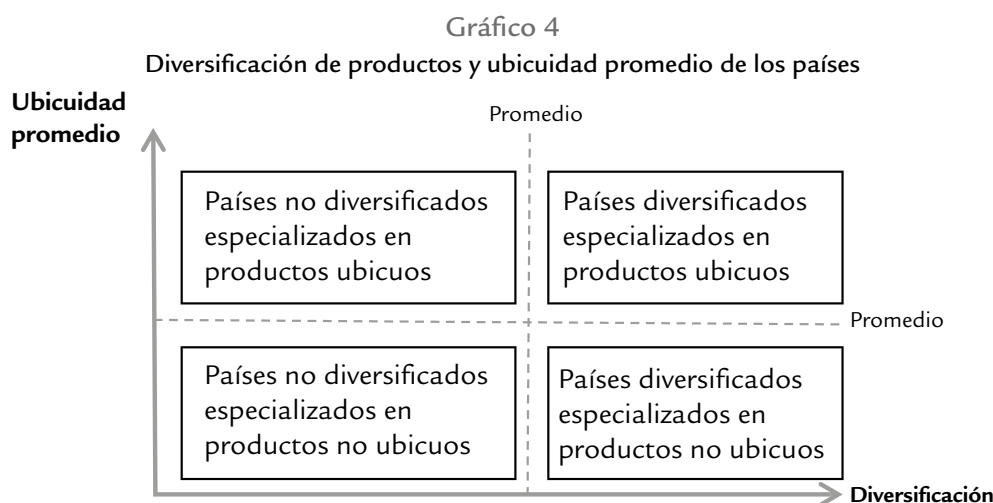 Gráfico 4
Diversificación de productos y ubicuidad promedio de los países
Ubicuidad
promedio
Promedio
Países no diversificados
especializados en
productos ubicuos
Países diversificados
especializados en
productos ubicuos
Promedio
Países no diversificados
especializados en
productos no ubicuos
Países diversificados
especializados en
productos no ubicuos
Diversificación